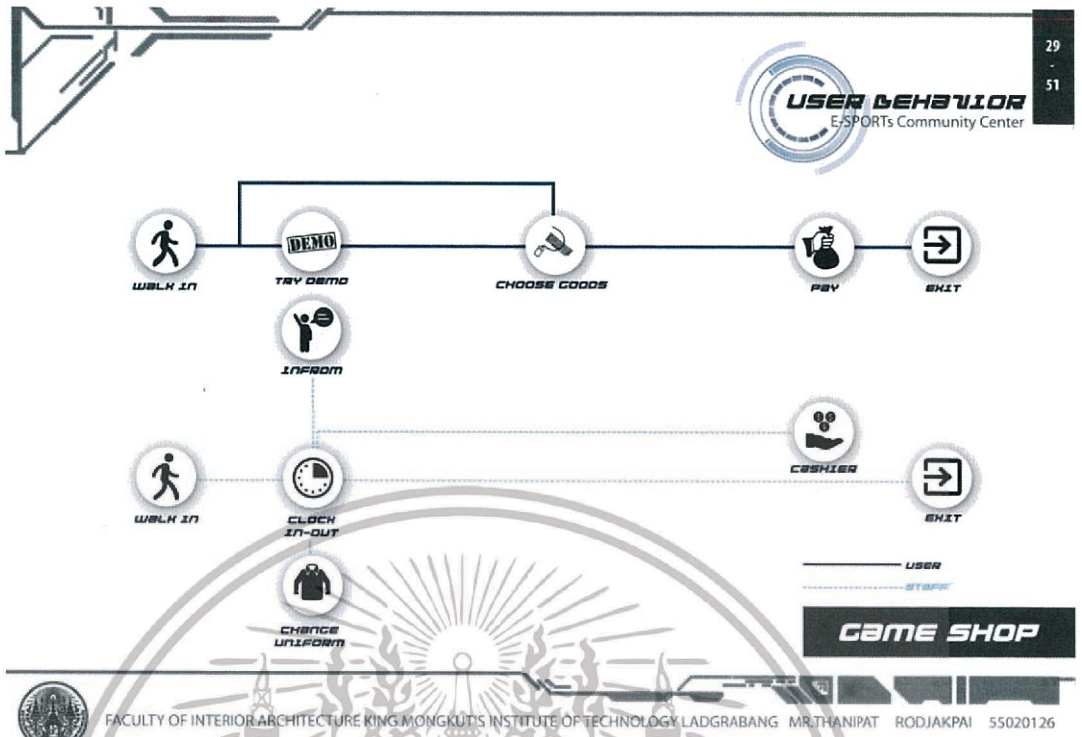 29
-
51
USER BEHAVIOR
E-SPORTs Community Center
DEMO
WALK IN
TRY DEMO
CHOOSE GOODS
PAY
EXIT
INFROM
CASHIER
WALK IN
CLOCK
IN-OUT
EXIT
CHANGE
UNIFORM
USER
STAFF
GAME SHOP
FACULTY OF INTERIOR ARCHITECTURE KING MONGKUT'S INSTITUTE OF TECHNOLOGY LADGRABANG MR.THANIPAT RODJAKPAI 55020126